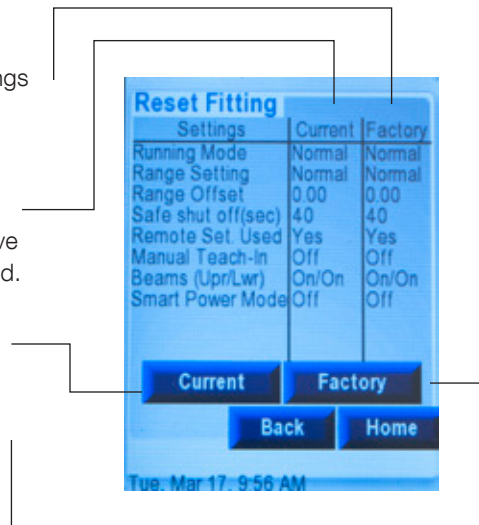 ngs
ve
d.
Reset Fitting
Settings Current Factory
Running Mode Normal Normal
Range Setting Normal Normal
Range Offset 0.00 0.00
Safe shut off(sec) 40 40
Remote Set. Used Yes Yes
Manual Teach-In Off Off
Beams (Upr/Lwr) On/On On/On
Smart Power Mode Off Off
Current Factory
Back Home
Tue, Mar 17, 9:56 AM